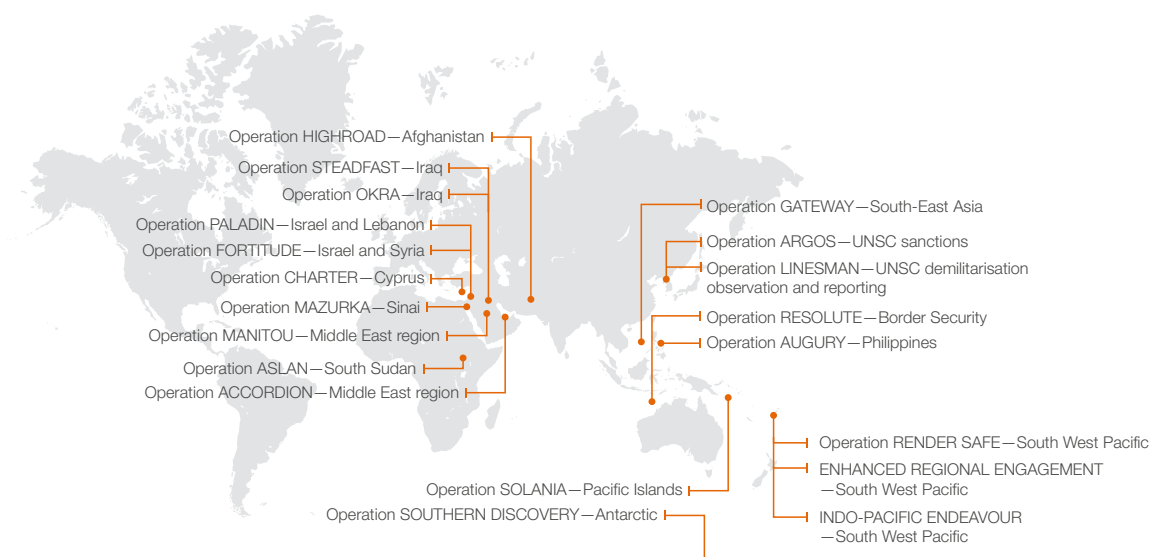 Operation HIGHROAD—Afghanistan
Operation STEADFAST—Iraq
Operation OKRA—Iraq
Operation PALADIN—Israel and Lebanon
Operation FORTITUDE—Israel and Syria
Operation CHARTER—Cyprus
Operation MAZURKA—Sinai
Operation MANITOU—Middle East region
Operation ASLAN—South Sudan
Operation ACCORDION—Middle East region
Operation GATEWAY—South-East Asia
Operation ARGOS—UNSC sanctions
Operation LINESMAN—UNSC demilitarisation
observation and reporting
Operation RESOLUTE—Border Security
Operation AUGURY—Philippines
Operation RENDER SAFE—South West Pacific
ENHANCED REGIONAL ENGAGEMENT
—South West Pacific
INDO-PACIFIC ENDEAVOUR
—South West Pacific
Operation SOLANIA—Pacific Islands
Operation SOUTHERN DISCOVERY—Antarctic